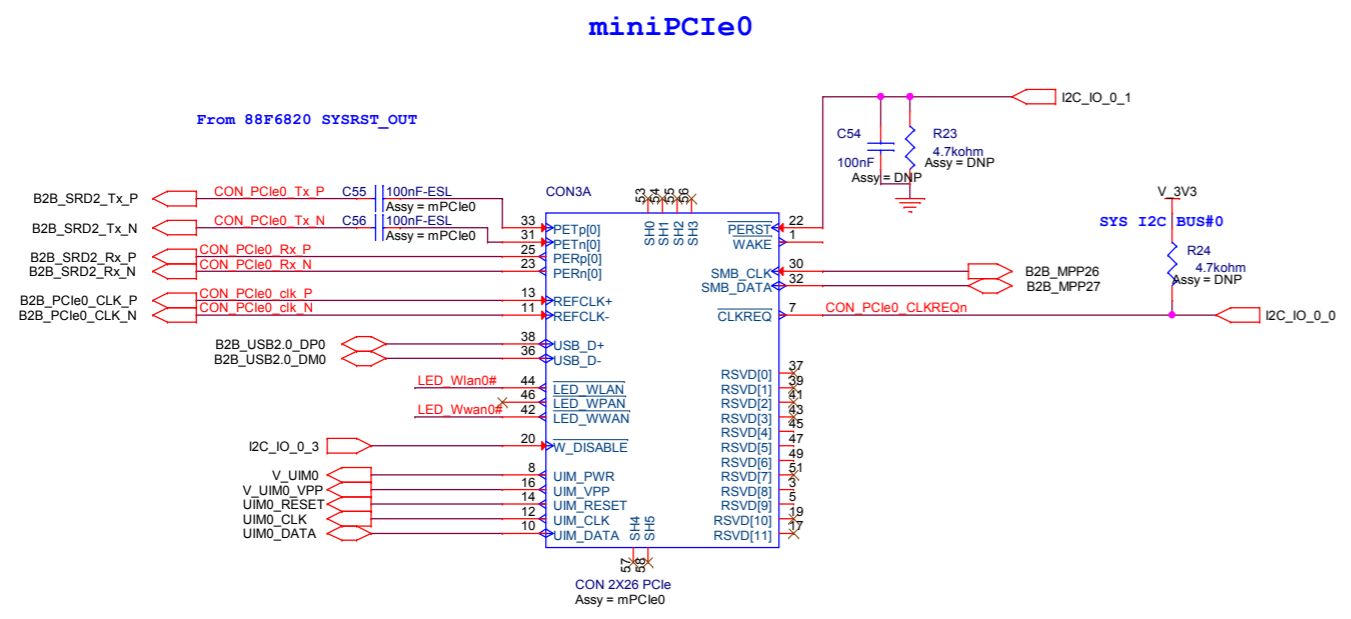 miniPCIe0
I2C_IO_0_1
From 88F6820 SYSRST_OUT
C54
100nF
Assy = DNP
R23
4.7kohm
Assy = DNP
B2B_SRD2_Tx_P
CON_PCIe0_Tx_P
C55
100nF-ESL
Assy = mPCIe0
B2B_SRD2_Tx_N
CON_PCIe0_Tx_N
C56
100nF-ESL
Assy = mPCIe0
B2B_SRD2_Rx_P
CON_PCIe0_Rx_P
B2B_SRD2_Rx_N
CON_PCIe0_Rx_N
B2B_PCIe0_CLK_P
CON_PCIe0_clk_P
B2B_PCIe0_CLK_N
CON_PCIe0_clk_N
B2B_USB2.0_DP0
B2B_USB2.0_DM0
LED_Wlan0#
LED_Wwan0#
I2C_IO_0_3
V_UIM0
V_UIM0_VPP
UIM0_RESET
UIM0_CLK
UIM0_DATA
CON3A
53
54
55
56
SH0
SH1
SH2
SH3
33 PETp[0]
31 PETn[0]
25 PERp[0]
23 PERn[0]
13 REFCLK+
11 REFCLK-
38 USB_D+
36 USB_D-
44 LED_WLAN
46 LED_WPAN
42 LED_WWAN
20 W_DISABLE
8 UIM_PWR
16 UIM_VPP
14 UIM_RESET
12 UIM_CLK
10 UIM_DATA
SH4
SH5
57
58
PERST 22
WAKE 1
SMB_CLK 30
SMB_DATA 32
CLKREQ 7
RSVD[0] 37
RSVD[1] 39
RSVD[2] 41
RSVD[3] 43
RSVD[4] 45
RSVD[5] 47
RSVD[6] 49
RSVD[7] 51
RSVD[8] 3
RSVD[9] 5
RSVD[10] 19
RSVD[11] 17
CON 2X26 PCIe
Assy = mPCIe0
V_3V3
SYS I2C BUS#0
R24
4.7kohm
Assy = DNP
B2B_MPP26
B2B_MPP27
CON_PCIe0_CLKREQn
I2C_IO_0_0